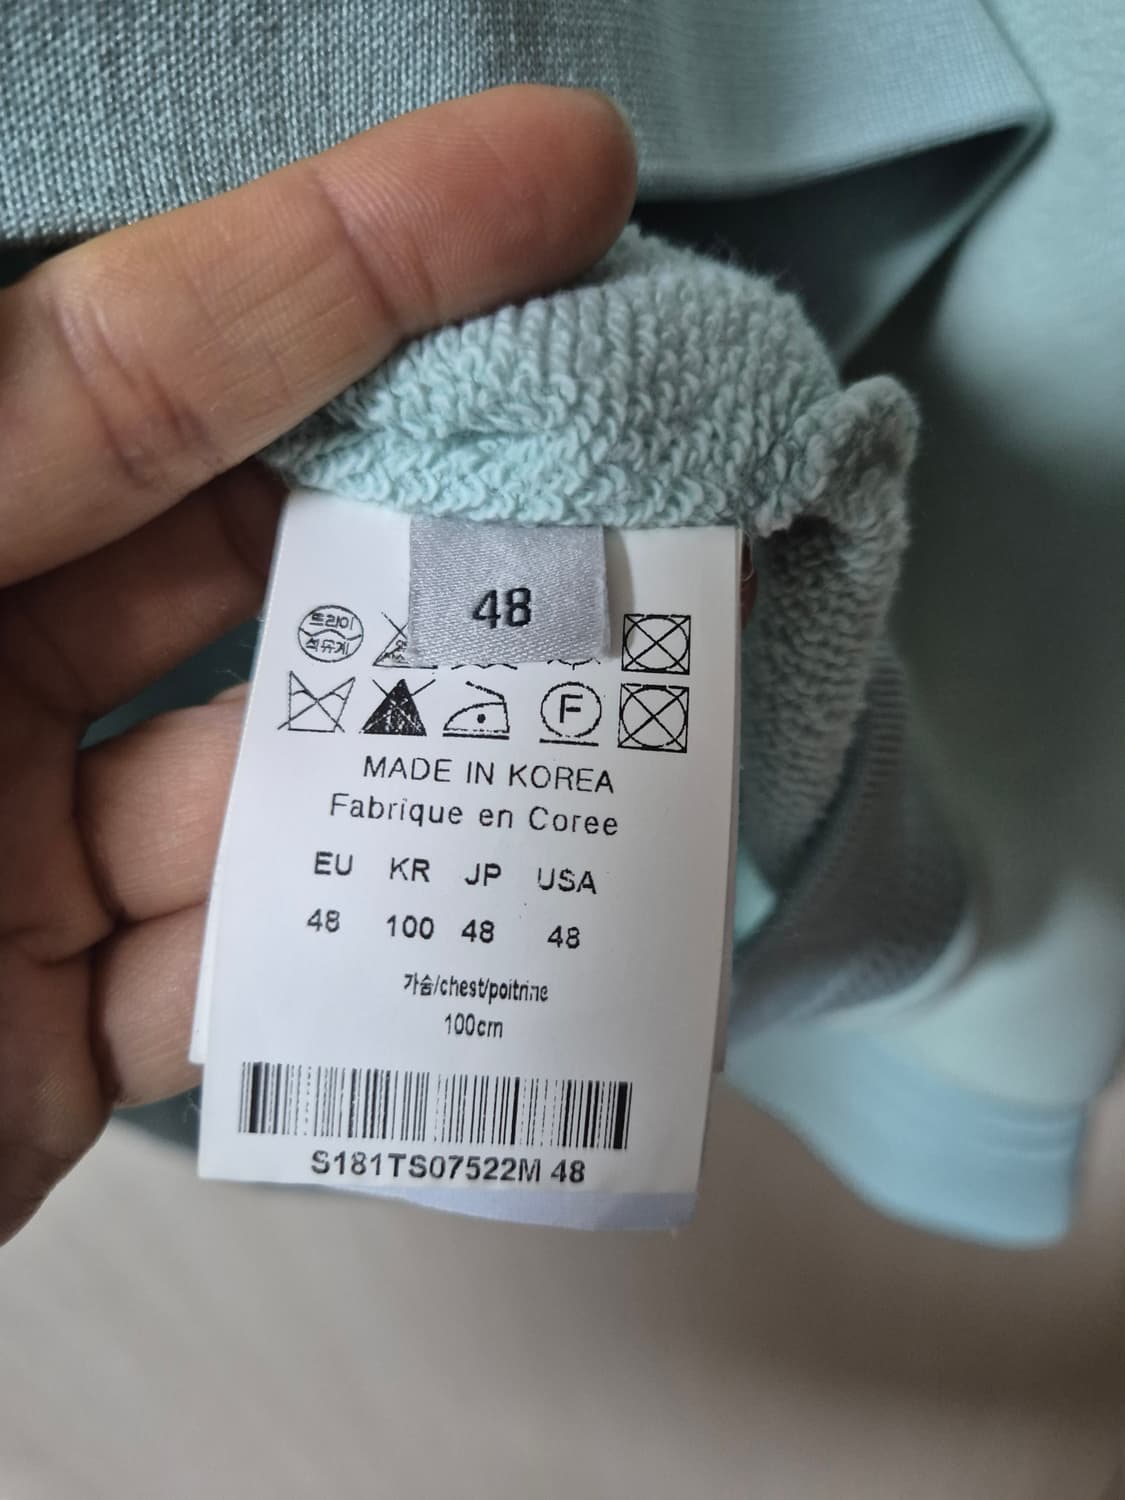 48
드라이
석유계
F
MADE IN KOREA
Fabrique en Coree
EU KR JP USA
48 100 48 48
가슴/chest/poitrine
100cm
S181TS07522M 48